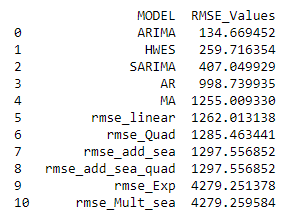 MODEL RMSE_Values
0 ARIMA 134.669452
1 HWES 259.716354
2 SARIMA 407.049929
3 AR 998.739935
4 MA 1255.009330
5 rmse_linear 1262.013138
6 rmse_Quad 1285.463441
7 rmse_add_sea 1297.556852
8 rmse_add_sea_quad 1297.556852
9 rmse_Exp 4279.251378
10 rmse_Mult_sea 4279.259584